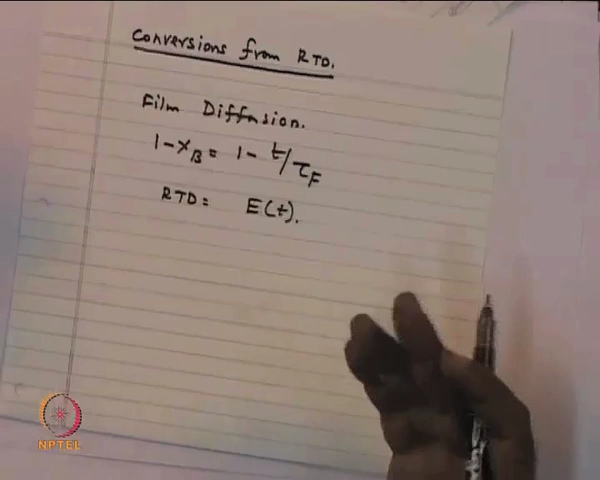 Conversions from RTD.
Film Diffusion.
1-x_B = 1 - t/τ_F
RTD = E(t).
NPTEL